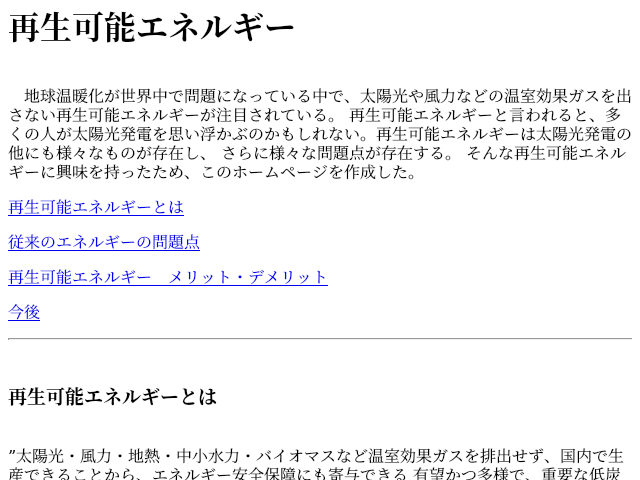 再生可能エネルギー
　地球温暖化が世界中で問題になっている中で、太陽光や風力などの温室効果ガスを出
さない再生可能エネルギーが注目されている。 再生可能エネルギーと言われると、多
くの人が太陽光発電を思い浮かぶのかもしれない。再生可能エネルギーは太陽光発電の
他にも様々なものが存在し、 さらに様々な問題点が存在する。 そんな再生可能エネル
ギーに興味を持ったため、このホームページを作成した。
再生可能エネルギーとは
従来のエネルギーの問題点
再生可能エネルギー　メリット・デメリット
今後
再生可能エネルギーとは
”太陽光・風力・地熱・中小水力・バイオマスなど温室効果ガスを排出せず、国内で生
産できることから、エネルギー安全保障にも寄与できる 有望かつ多様で、重要な低炭